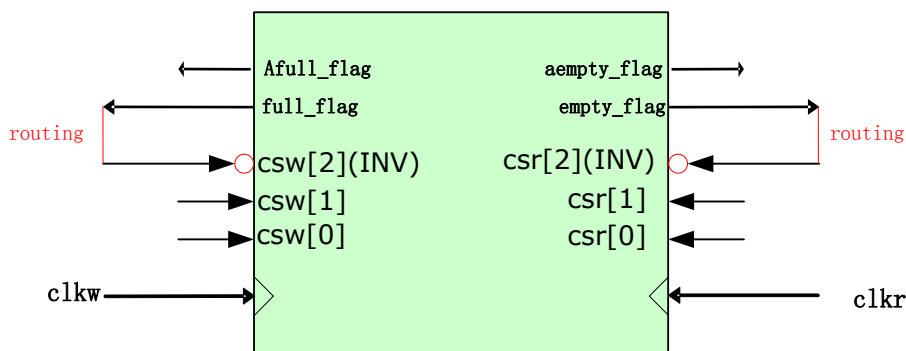 Afull_flag aempty_flag
full_flag empty_flag
routing routing
csw[2](INV) csr[2](INV)
csw[1] csr[1]
csw[0] csr[0]
clkw clkr